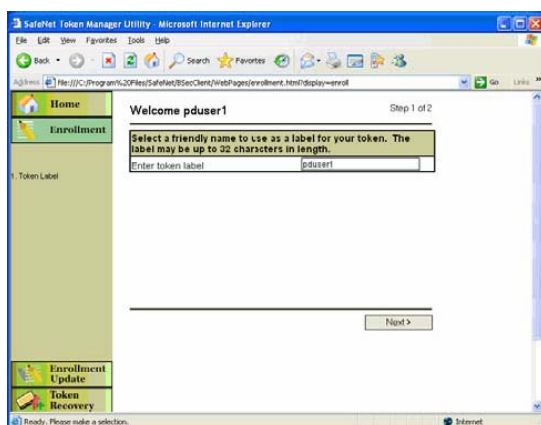 SafeNet Token Manager Utility - Microsoft Internet Explorer
File Edit View Favorites Tools Help
Back Search Favorites
Address file:///C:/Program%20Files/SafeNet/BSecClient/WebPages/enrollment.html?display=enroll Go Links »
Home
Enrollment
1. Token Label
Welcome pduser1 Step 1 of 2
Select a friendly name to use as a label for your token. The
label may be up to 32 characters in length.
Enter token label pduser1
Next >
Enrollment
Update
Token
Recovery
Ready. Please make a selection. Internet